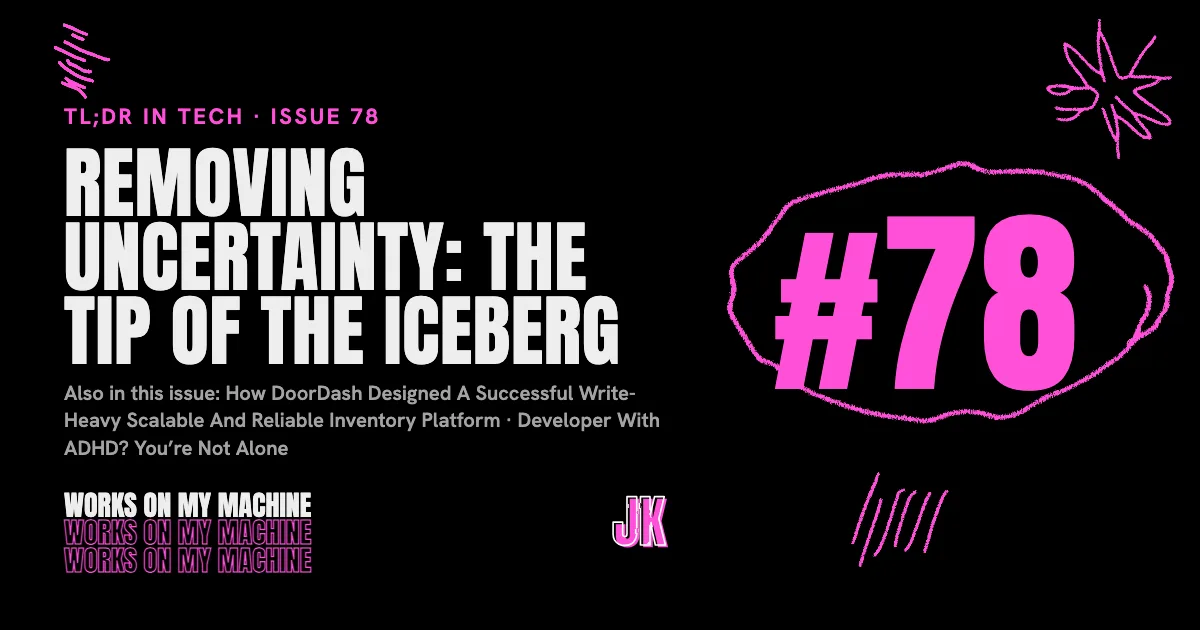 TL;DR IN TECH · ISSUE 78
REMOVING
UNCERTAINTY: THE
TIP OF THE ICEBERG
Also in this issue: How DoorDash Designed A Successful Write-
Heavy Scalable And Reliable Inventory Platform · Developer With
ADHD? You’re Not Alone
#78
WORKS ON MY MACHINE
WORKS ON MY MACHINE
WORKS ON MY MACHINE
JK